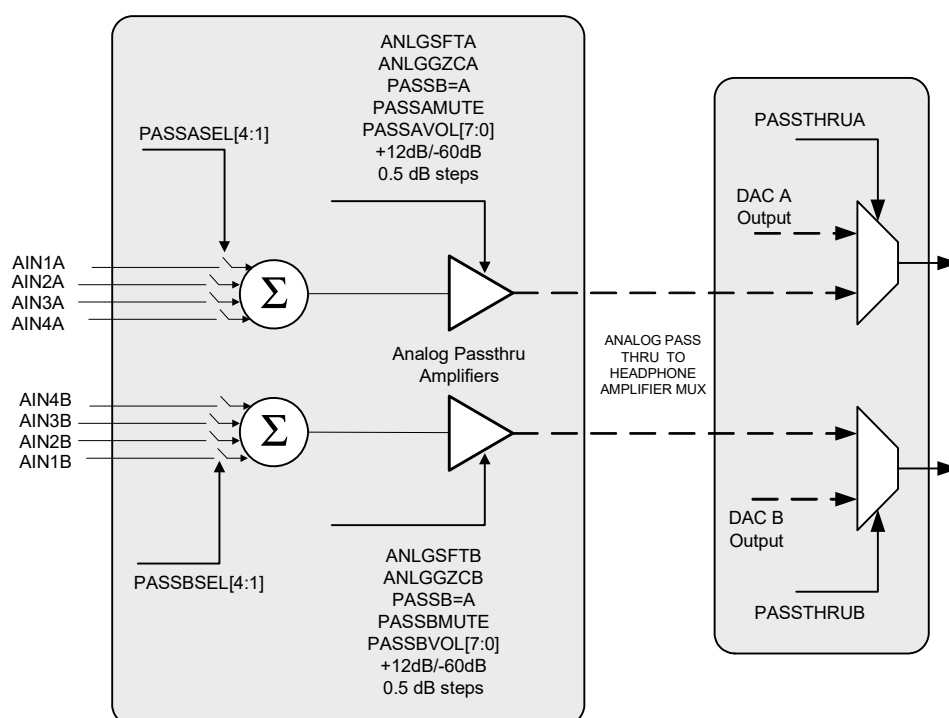 ANLGSFTA
ANLGGZCA
PASSB=A
PASSAMUTE
PASSAVOL[7:0]
+12dB/-60dB
0.5 dB steps
PASSASEL[4:1]
AIN1A
AIN2A
AIN3A
AIN4A
Σ
Analog Passthru
Amplifiers
AIN4B
AIN3B
AIN2B
AIN1B
Σ
PASSBSEL[4:1]
ANLGSFTB
ANLGGZCB
PASSB=A
PASSBMUTE
PASSBVOL[7:0]
+12dB/-60dB
0.5 dB steps
ANALOG PASS
THRU TO
HEADPHONE
AMPLIFIER MUX
PASSTHRUA
DAC A
Output
DAC B
Output
PASSTHRUB